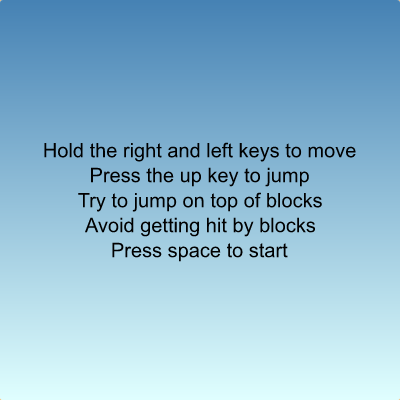 Hold the right and left keys to move
Press the up key to jump
Try to jump on top of blocks
Avoid getting hit by blocks
Press space to start